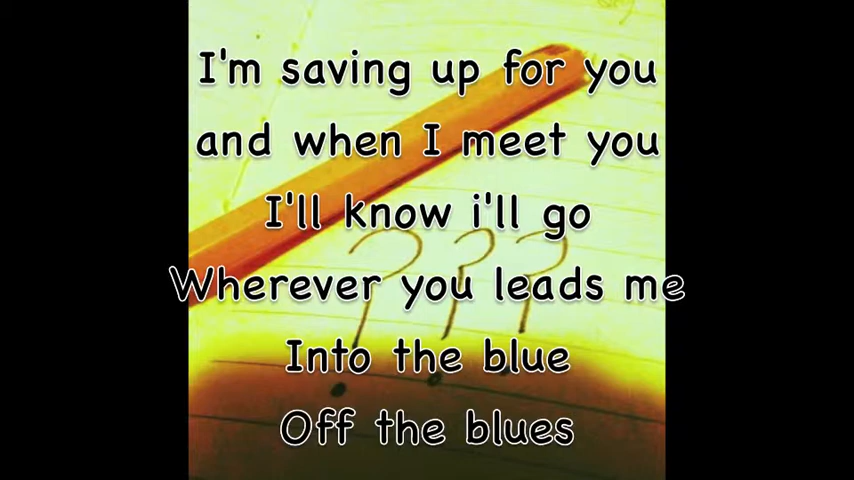 I'm saving up for you
and when I meet you
I'll know i'll go
Wherever you leads me
Into the blue
Off the blues
???